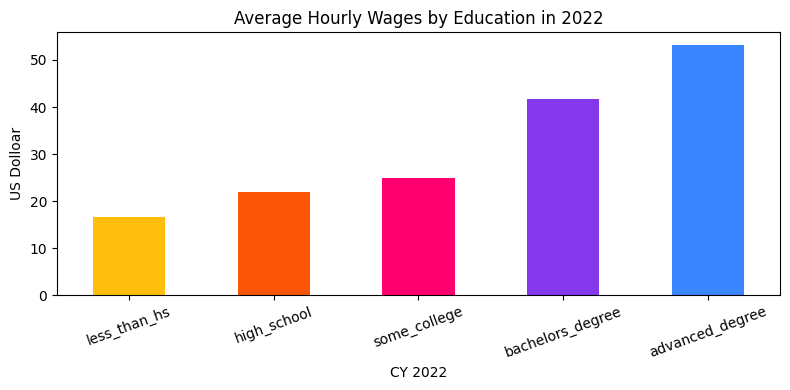 Average Hourly Wages by Education in 2022
US Dolloar
50
40
30
20
10
0
less_than_hs
high_school
some_college
bachelors_degree
advanced_degree
CY 2022